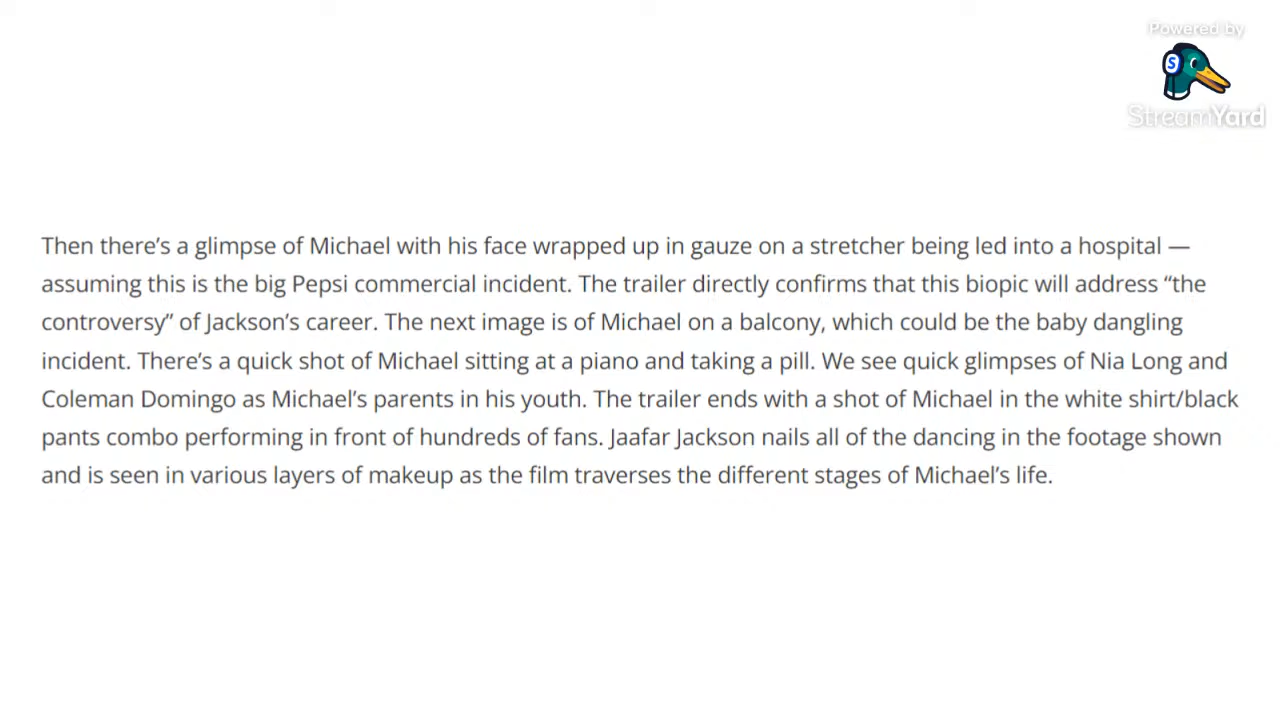 Powered by
S
StreamYard
Then there’s a glimpse of Michael with his face wrapped up in gauze on a stretcher being led into a hospital —
assuming this is the big Pepsi commercial incident. The trailer directly confirms that this biopic will address “the
controversy” of Jackson’s career. The next image is of Michael on a balcony, which could be the baby dangling
incident. There’s a quick shot of Michael sitting at a piano and taking a pill. We see quick glimpses of Nia Long and
Coleman Domingo as Michael’s parents in his youth. The trailer ends with a shot of Michael in the white shirt/black
pants combo performing in front of hundreds of fans. Jaafar Jackson nails all of the dancing in the footage shown
and is seen in various layers of makeup as the film traverses the different stages of Michael’s life.